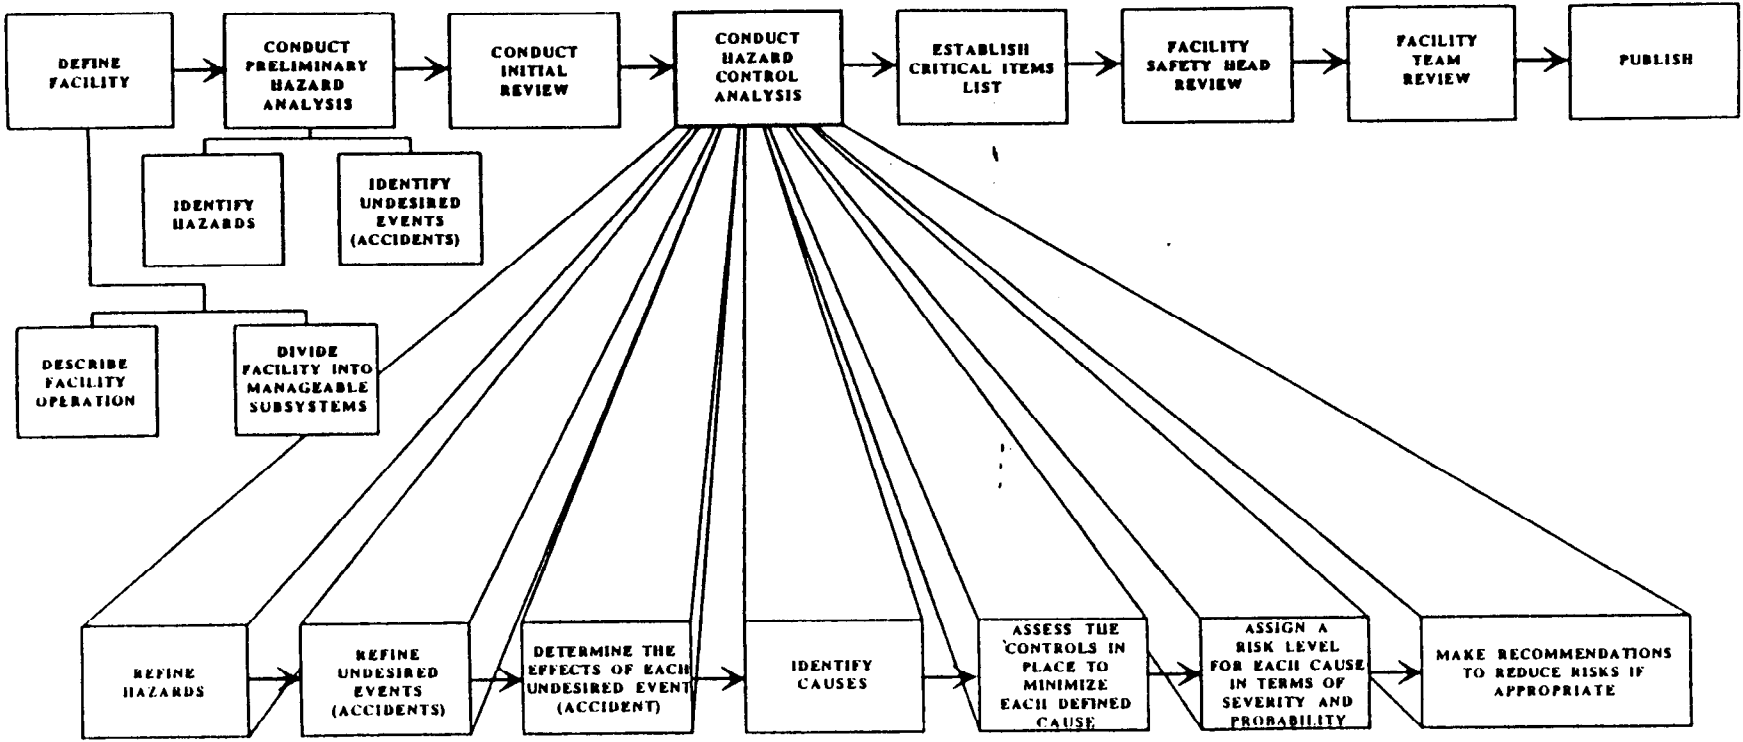 DEFINE
FACILITY
CONDUCT
PRELIMINARY
HAZARD
ANALYSIS
CONDUCT
INITIAL
REVIEW
CONDUCT
HAZARD
CONTROL
ANALYSIS
ESTABLISH
CRITICAL ITEMS
LIST
FACILITY
SAFETY HEAD
REVIEW
FACILITY
TEAM
REVIEW
PUBLISH
IDENTIFY
HAZARDS
IDENTIFY
UNDESIRED
EVENTS
(ACCIDENTS)
DESCRIBE
FACILITY
OPERATION
DIVIDE
FACILITY INTO
MANAGEABLE
SUBSYSTEMS
REFINE
HAZARDS
REFINE
UNDESIRED
EVENTS
(ACCIDENTS)
DETERMINE THE
EFFECTS OF EACH
UNDESIRED EVENT
(ACCIDENT)
IDENTIFY
CAUSES
ASSESS THE
CONTROLS IN
PLACE TO
MINIMIZE
EACH DEFINED
CAUSE
ASSIGN A
RISK LEVEL
FOR EACH CAUSE
IN TERMS OF
SEVERITY AND
PROBABILITY
MAKE RECOMMENDATIONS
TO REDUCE RISKS IF
APPROPRIATE